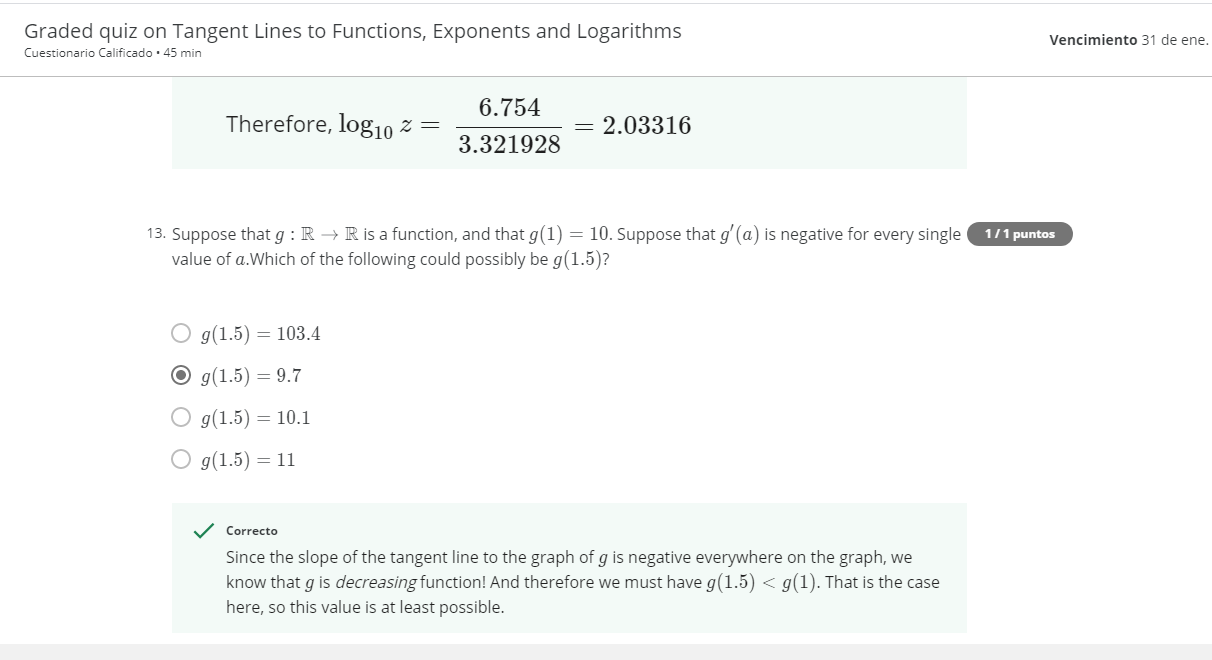 Graded quiz on Tangent Lines to Functions, Exponents and Logarithms
Cuestionario Calificado • 45 min
Vencimiento 31 de ene.
Therefore, log₁₀ z = 6.754 / 3.321928 = 2.03316
13. Suppose that g : ℝ → ℝ is a function, and that g(1) = 10. Suppose that g′(a) is negative for every single
1 / 1 puntos
value of a.Which of the following could possibly be g(1.5)?
g(1.5) = 103.4
g(1.5) = 9.7
g(1.5) = 10.1
g(1.5) = 11
Correcto
Since the slope of the tangent line to the graph of g is negative everywhere on the graph, we
know that g is decreasing function! And therefore we must have g(1.5) < g(1). That is the case
here, so this value is at least possible.